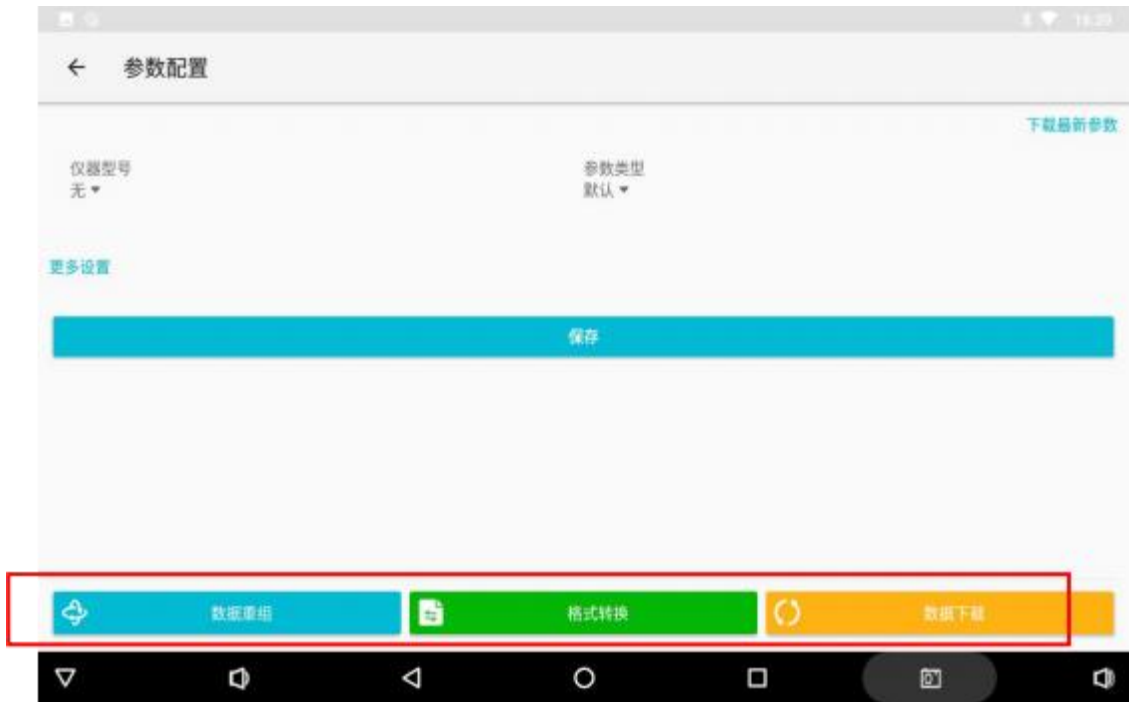 参数配置
下载最新参数
仪器型号
参数类型
无
默认
更多设置
保存
数据重组
格式转换
数据下载